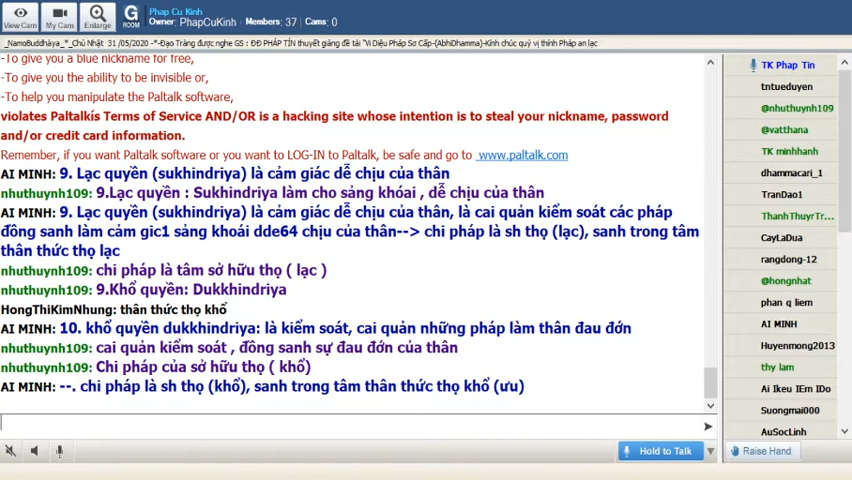 View Cam
My Cam
Enlarge
G
ROOM
Phap Cu Kinh
Owner: PhapCuKinh Members: 37 Cams: 0
_NamoBuddhàya_*_Chủ Nhật 31 /05/2020 -*-Đạo Tràng được nghe GS : ĐĐ PHÁP TÍN thuyết giảng đề tài "Vi Diệu Pháp Sơ Cấp-(AbhiDhamma)-Kính chúc quý vị thính Pháp an lạc
-To give you a blue nickname for free,
-To give you the ability to be invisible or,
-To help you manipulate the Paltalk software,
violates Paltalkís Terms of Service AND/OR is a hacking site whose intention is to steal your nickname, password
and/or credit card information.
Remember, if you want Paltalk software or you want to LOG-IN to Paltalk, be safe and go to www.paltalk.com
AI MINH: 9. Lạc quyền (sukhindriya) là cảm giác dễ chịu của thân
nhuthuynh109: 9.Lạc quyền : Sukhindriya làm cho sảng khóai , dễ chịu của thân
AI MINH: 9. Lạc quyền (sukhindriya) là cảm giác dễ chịu của thân, là cai quản kiểm soát các pháp
đồng sanh làm cảm gic1 sảng khoái dde64 chịu của thân--> chi pháp là sh thọ (lạc), sanh trong tâm
thân thức thọ lạc
nhuthuynh109: chi pháp là tâm sở hữu thọ ( lạc )
nhuthuynh109: 9.Khổ quyền: Dukkhindriya
HongThiKimNhung: thân thức thọ khổ
AI MINH: 10. khổ quyền dukkhindriya: là kiểm soát, cai quản những pháp làm thân đau đớn
nhuthuynh109: cai quản kiểm soát , đồng sanh sự đau đớn của thân
nhuthuynh109: Chi pháp của sở hữu thọ ( khổ)
AI MINH: --. chi pháp là sh thọ (khổ), sanh trong tâm thân thức thọ khổ (ưu)
Hold to Talk
TK Phap Tin
tntueduyen
@nhuthuynh109
@vatthana
TK minhhanh
dhammacari_1
TranDao1
ThanhThuyrTr...
CayLaDua
rangdong-12
@hongnhat
phan q liem
AI MINH
Huyenmong2013
thy lam
Ai Ikeu IEm IDo
Suongmai000
AuSocLinh
Raise Hand